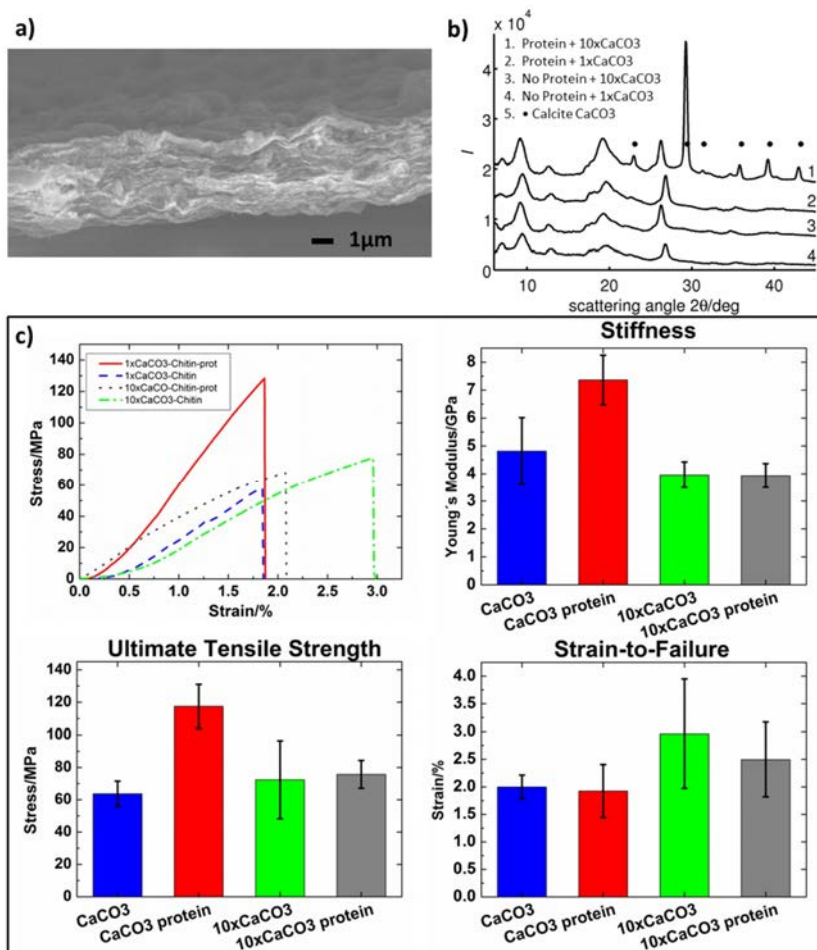 a)
1μm
b)
x 10⁴
1. Protein + 10xCaCO3
2. Protein + 1xCaCO3
3. No Protein + 10xCaCO3
4. No Protein + 1xCaCO3
5. • Calcite CaCO3
4
3
I
2
1
0
1
2
3
4
10 20 30 40
scattering angle 2θ/deg
c)
140
120
100
80
60
40
20
0
Stress/MPa
1xCaCO3-Chitin-prot
1xCaCO3-Chitin
10xCaCO-Chitin-prot
10xCaCO3-Chitin
0.0 0.5 1.0 1.5 2.0 2.5 3.0
Strain/%
Stiffness
8
7
6
5
4
3
2
1
0
Young´s Modulus/GPa
CaCO3
CaCO3 protein
10xCaCO3
10xCaCO3 protein
Ultimate Tensile Strength
140
120
100
80
60
40
20
0
Stress/MPa
CaCO3
CaCO3 protein
10xCaCO3
10xCaCO3 protein
Strain-to-Failure
4.0
3.5
3.0
2.5
2.0
1.5
1.0
0.5
0.0
Strain/%
CaCO3
CaCO3 protein
10xCaCO3
10xCaCO3 protein